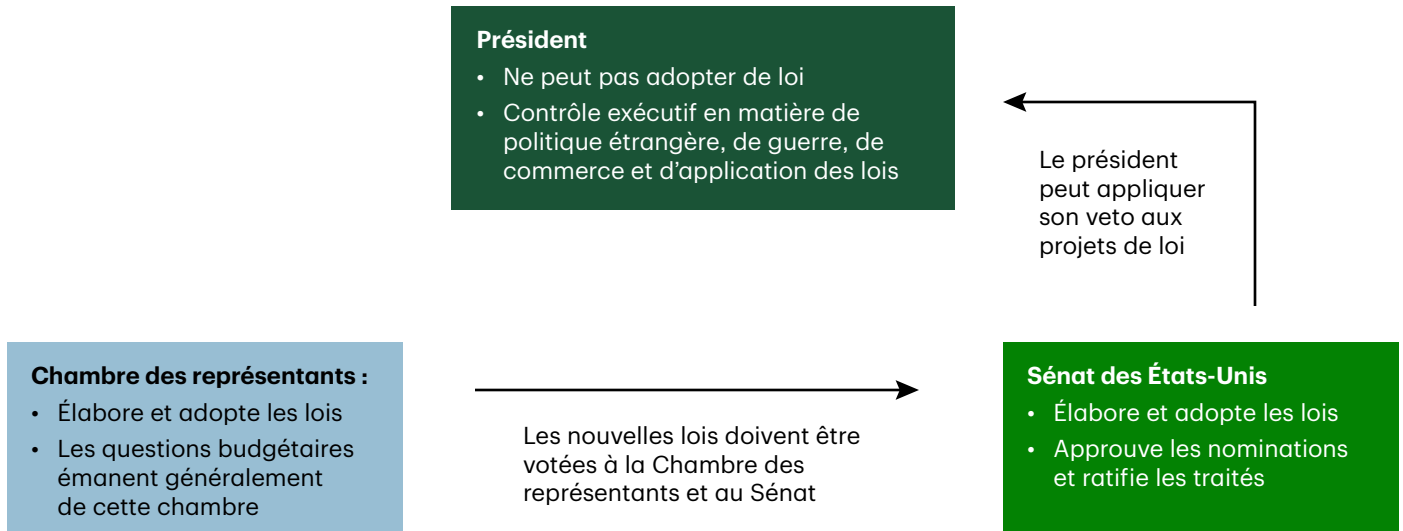 Président
• Ne peut pas adopter de loi
• Contrôle exécutif en matière de
politique étrangère, de guerre, de
commerce et d’application des lois
Le président
peut appliquer
son veto aux
projets de loi
Chambre des représentants :
• Élabore et adopte les lois
• Les questions budgétaires
émanent généralement
de cette chambre
Les nouvelles lois doivent être
votées à la Chambre des
représentants et au Sénat
Sénat des États-Unis
• Élabore et adopte les lois
• Approuve les nominations
et ratifie les traités